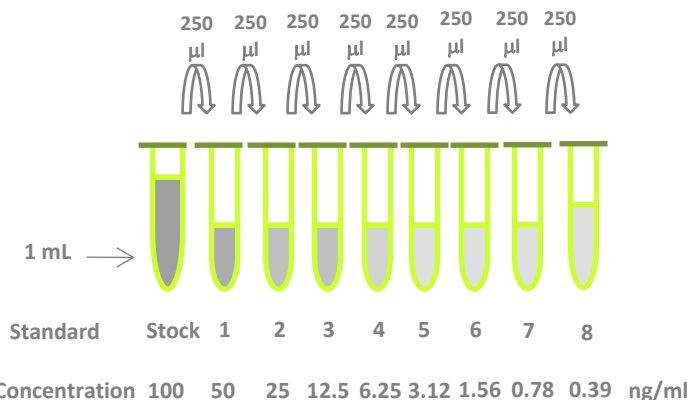 250 250 250 250 250 250 250 250
µl µl µl µl µl µl µl µl
1 mL
Standard Stock 1 2 3 4 5 6 7 8
Concentration 100 50 25 12.5 6.25 3.12 1.56 0.78 0.39 ng/ml